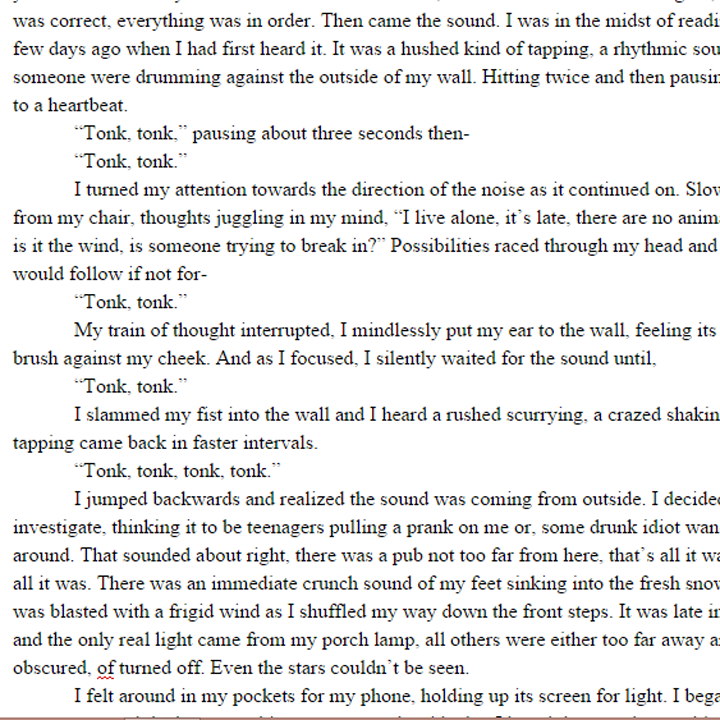 was correct, everything was in order. Then came the sound. I was in the midst of
few days ago when I had first heard it. It was a hushed kind of tapping, a rhythmic
someone were drumming against the outside of my wall. Hitting twice and then
to a heartbeat.
“Tonk, tonk,” pausing about three seconds then-
“Tonk, tonk.”
I turned my attention towards the direction of the noise as it continued on.
from my chair, thoughts juggling in my mind, “I live alone, it’s late, there are no
is it the wind, is someone trying to break in?” Possibilities raced through my head and
would follow if not for-
“Tonk, tonk.”
My train of thought interrupted, I mindlessly put my ear to the wall, feeling its
brush against my cheek. And as I focused, I silently waited for the sound until,
“Tonk, tonk.”
I slammed my fist into the wall and I heard a rushed scurrying, a crazed
tapping came back in faster intervals.
“Tonk, tonk, tonk, tonk.”
I jumped backwards and realized the sound was coming from outside. I
investigate, thinking it to be teenagers pulling a prank on me or, some drunk idiot
around. That sounded about right, there was a pub not too far from here, that’s all it
all it was. There was an immediate crunch sound of my feet sinking into the fresh
was blasted with a frigid wind as I shuffled my way down the front steps. It was late
and the only real light came from my porch lamp, all others were either too far away
obscured, of turned off. Even the stars couldn’t be seen.
I felt around in my pockets for my phone, holding up its screen for light. I